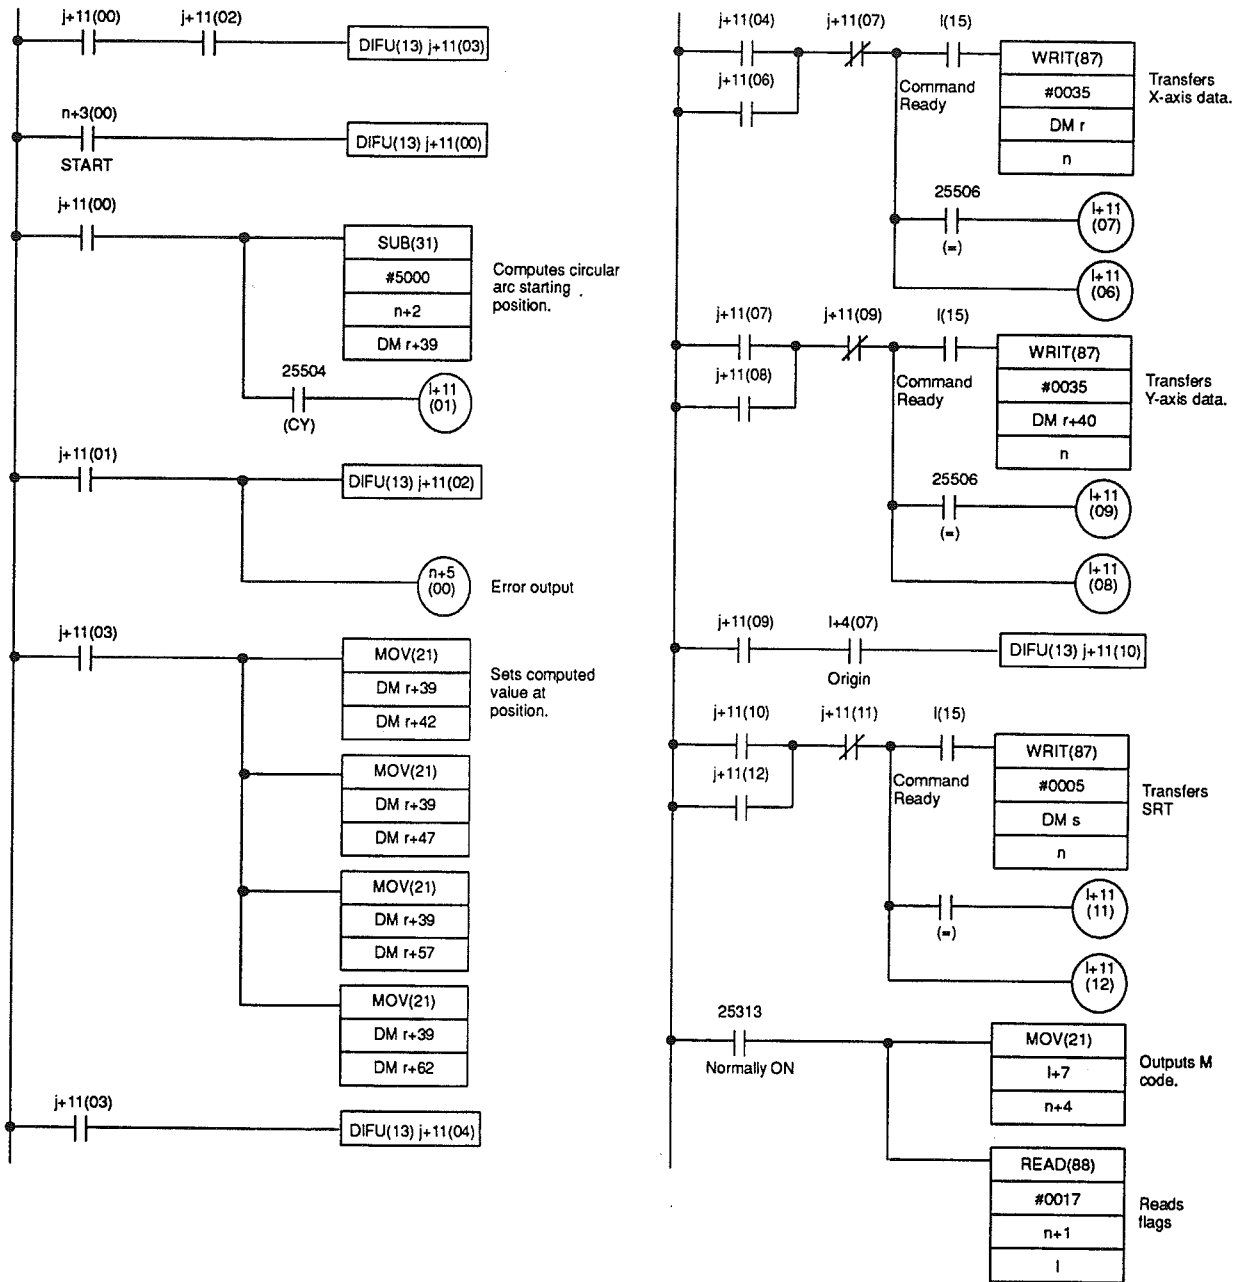 j+11(00)
j+11(02)
DIFU(13) j+11(03)
n+3(00)
START
DIFU(13) j+11(00)
j+11(00)
SUB(31)
#5000
n+2
DM r+39
Computes circular
arc starting
position.
25504
(CY)
l+11
(01)
j+11(01)
DIFU(13) j+11(02)
n+5
(00)
Error output
j+11(03)
MOV(21)
DM r+39
DM r+42
Sets computed
value at
position.
MOV(21)
DM r+39
DM r+47
MOV(21)
DM r+39
DM r+57
MOV(21)
DM r+39
DM r+62
j+11(03)
DIFU(13) j+11(04)
j+11(04)
j+11(07)
l(15)
j+11(06)
Command
Ready
WRIT(87)
#0035
DM r
n
Transfers
X-axis data.
25506
(=)
l+11
(07)
l+11
(06)
j+11(07)
j+11(09)
l(15)
j+11(08)
Command
Ready
WRIT(87)
#0035
DM r+40
n
Transfers
Y-axis data.
25506
(=)
l+11
(09)
l+11
(08)
j+11(09)
l+4(07)
Origin
DIFU(13) j+11(10)
j+11(10)
j+11(11)
l(15)
j+11(12)
Command
Ready
WRIT(87)
#0005
DM s
n
Transfers
SRT
(=)
l+11
(11)
l+11
(12)
25313
Normally ON
MOV(21)
l+7
n+4
Outputs M
code.
READ(88)
#0017
n+1
l
Reads
flags